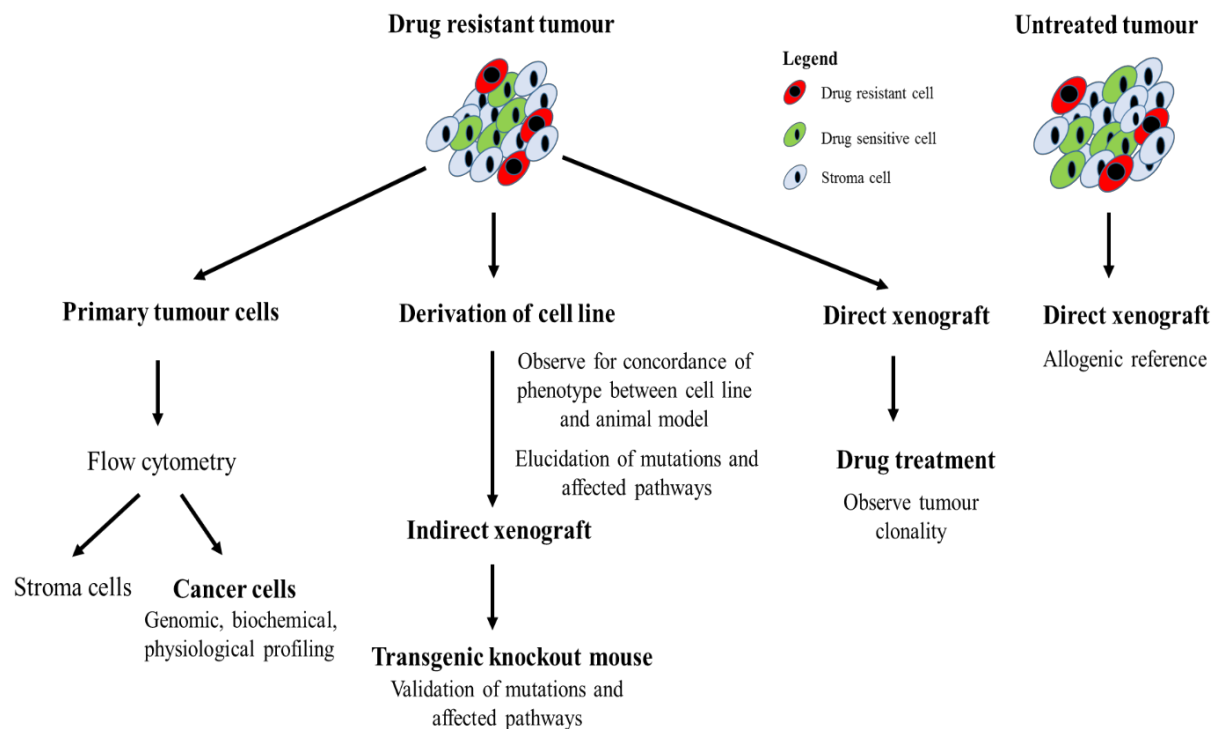 Drug resistant tumour
Untreated tumour
Legend
Drug resistant cell
Drug sensitive cell
Stroma cell
Primary tumour cells
Flow cytometry
Stroma cells
Cancer cells
Genomic, biochemical,
physiological profiling
Derivation of cell line
Observe for concordance of
phenotype between cell line
and animal model
Elucidation of mutations and
affected pathways
Indirect xenograft
Transgenic knockout mouse
Validation of mutations and
affected pathways
Direct xenograft
Drug treatment
Observe tumour
clonality
Direct xenograft
Allogenic reference